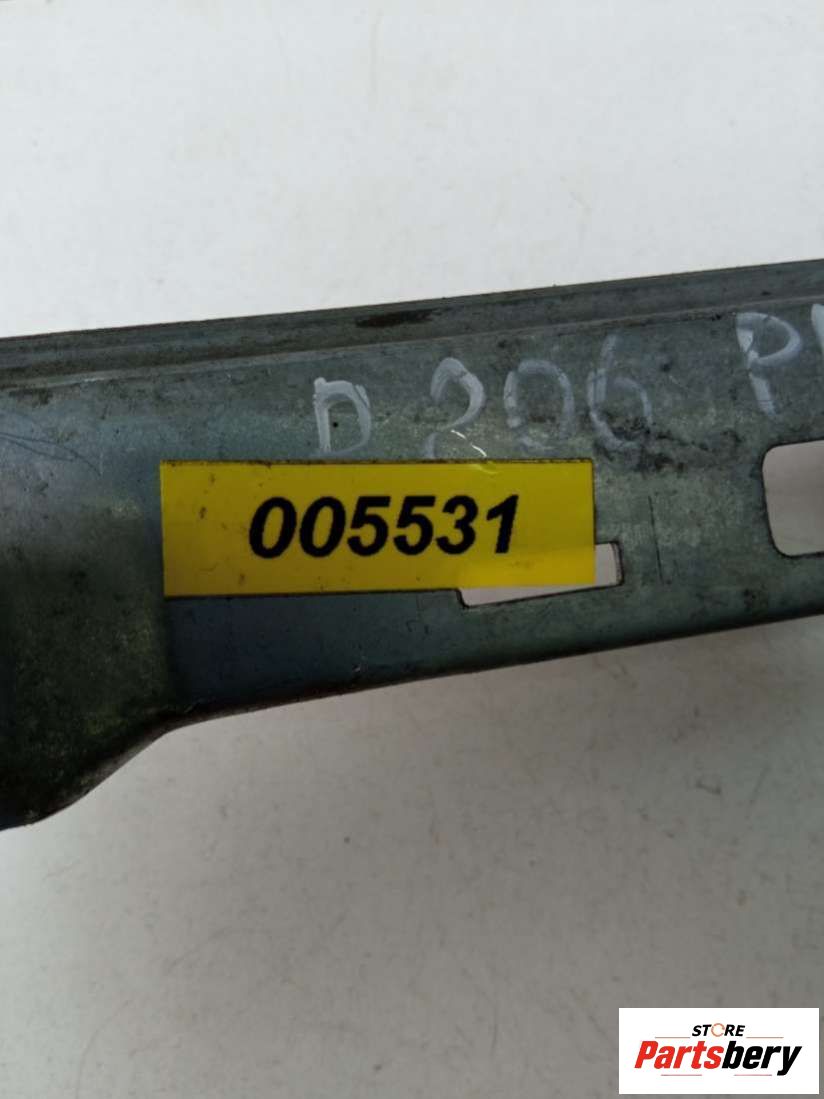 D 206
005531
STORE
Partsbery